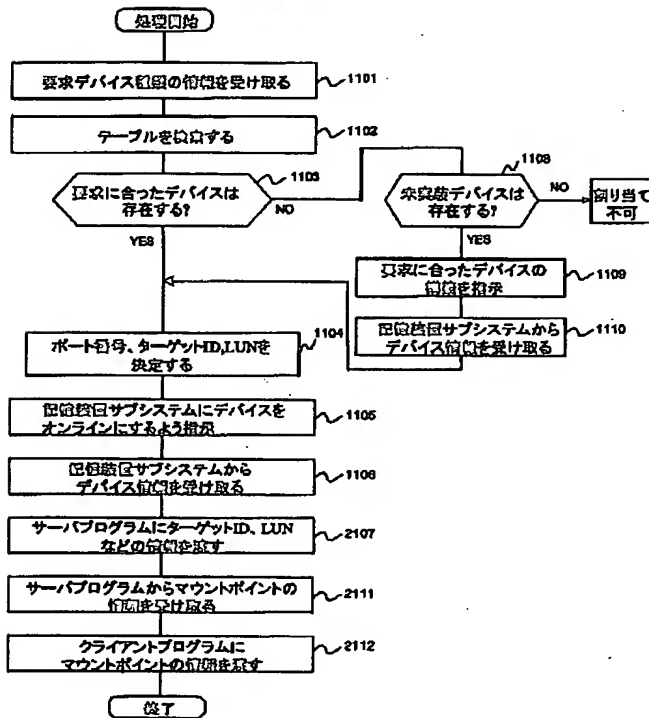 処理開始
要求デバイス種類の情報を受け取る
1101
テーブルを検索する
1102
要求に合ったデバイスは
存在する?
1103
NO
YES
未実装デバイスは
存在する?
1108
NO
YES
割り当て
不可
要求に合ったデバイスの
構築を指示
1109
記憶装置サブシステムから
デバイス情報を受け取る
1110
ポート番号、ターゲットID,LUNを
決定する
1104
記憶装置サブシステムにデバイスを
オンラインにするよう指示
1105
記憶装置サブシステムから
デバイス情報を受け取る
1106
サーバプログラムにターゲットID、LUN
などの情報を渡す
2107
サーバプログラムからマウントポイントの
情報を受け取る
2111
クライアントプログラムに
マウントポイントの情報を渡す
2112
終了